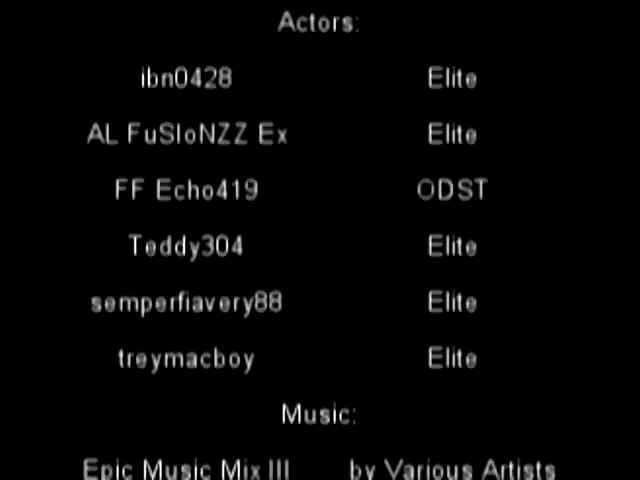 Actors:
ibn0428 Elite
AL FuSIoNZZ Ex Elite
FF Echo419 ODST
Teddy304 Elite
semperfiavery88 Elite
treymacboy Elite
Music:
Epic Music Mix III by Various Artists